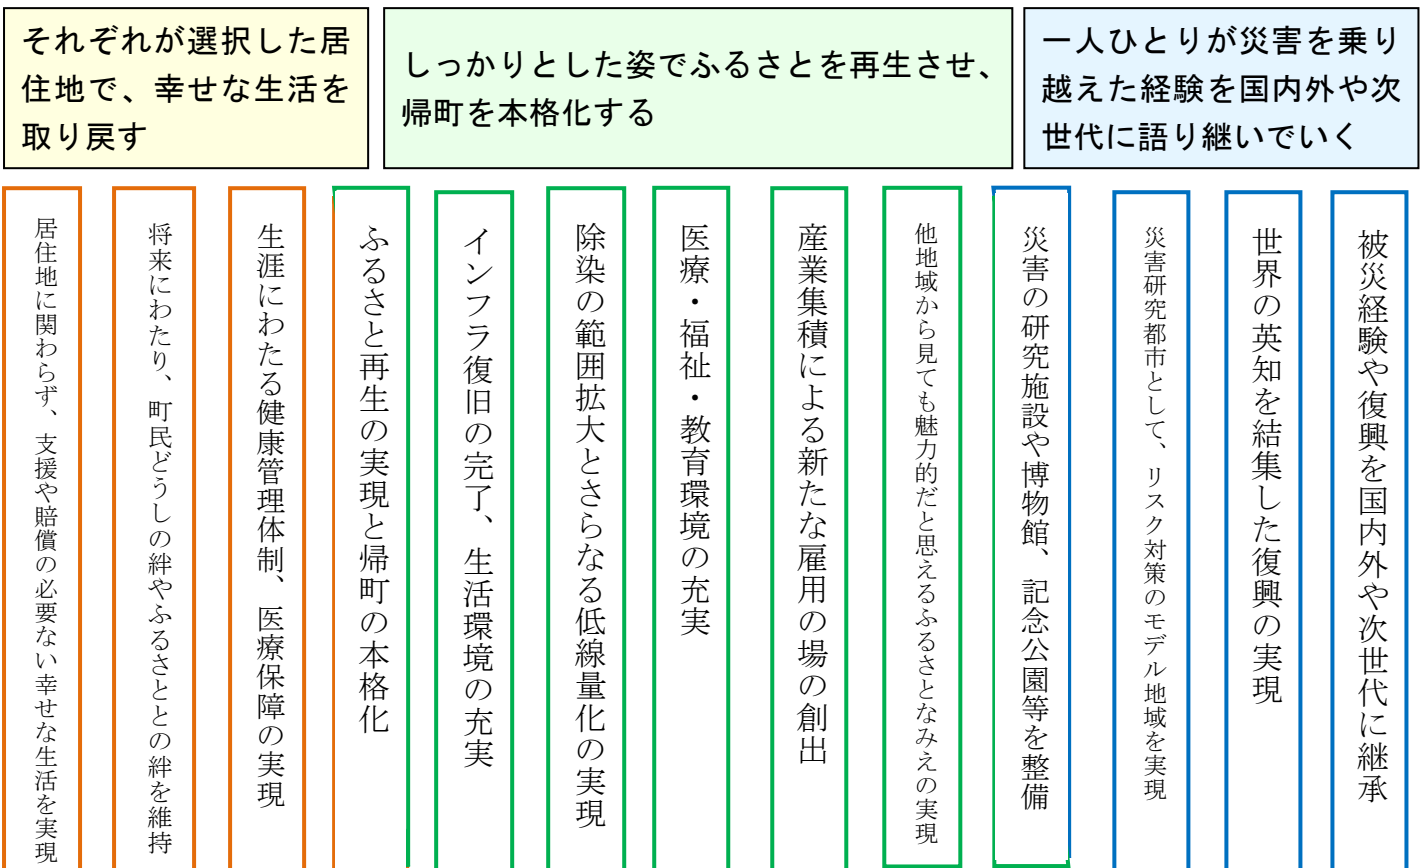 それぞれが選択した居
住地で、幸せな生活を
取り戻す
しっかりとした姿でふるさとを再生させ、
帰町を本格化する
一人ひとりが災害を乗り
越えた経験を国内外や次
世代に語り継いでいく
居住地に関わらず、支援や賠償の必要ない幸せな生活を実現
将来にわたり、町民どうしの絆やふるさととの絆を維持
生涯にわたる健康管理体制、医療保障の実現
ふるさと再生の実現と帰町の本格化
インフラ復旧の完了、生活環境の充実
除染の範囲拡大とさらなる低線量化の実現
医療・福祉・教育環境の充実
産業集積による新たな雇用の場の創出
他地域から見ても魅力的だと思えるふるさとなみえの実現
災害の研究施設や博物館、記念公園等を整備
災害研究都市として、リスク対策のモデル地域を実現
世界の英知を結集した復興の実現
被災経験や復興を国内外や次世代に継承